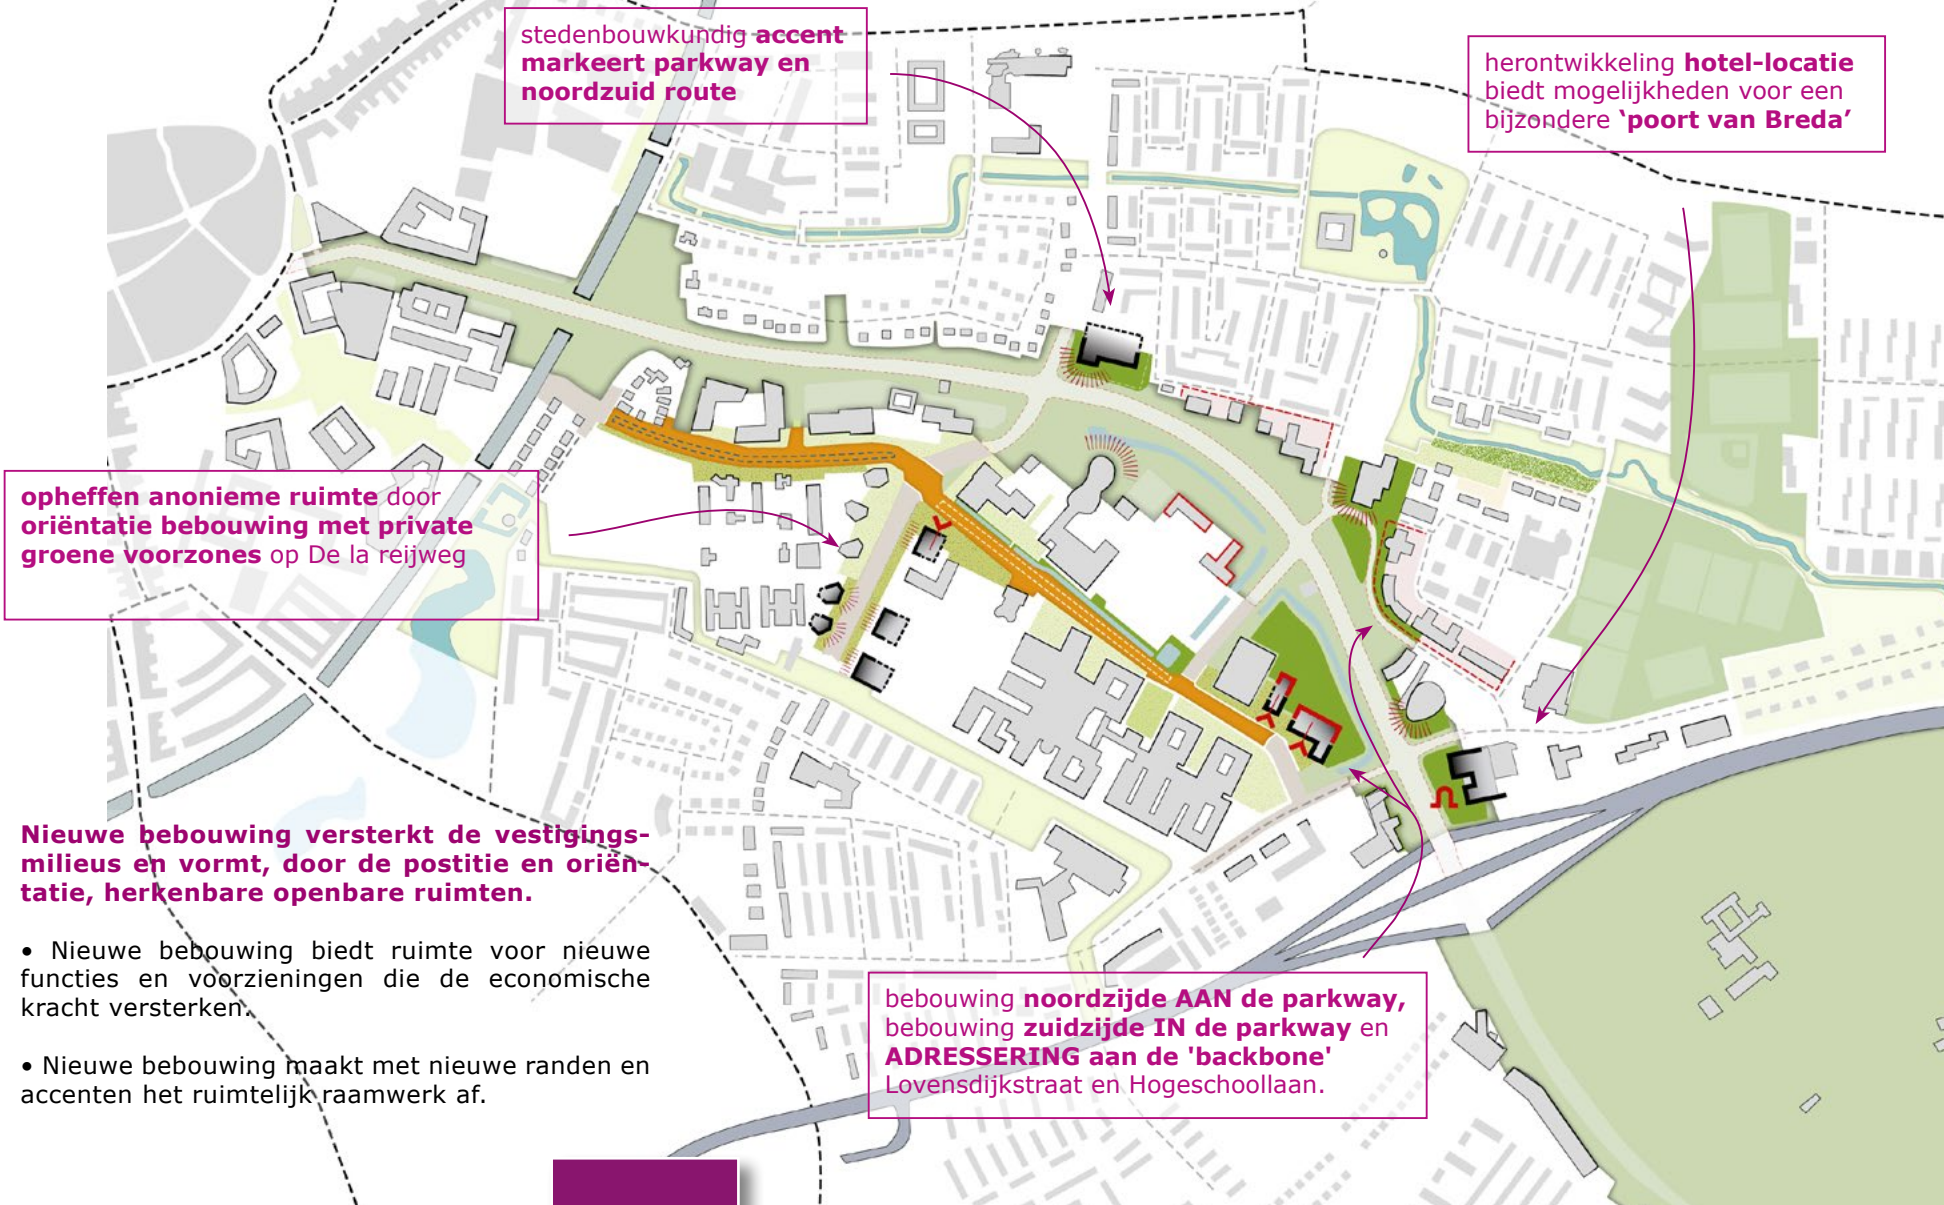 stedenbouwkundig accent
markeert parkway en
noordzuid route
herontwikkeling hotel-locatie
biedt mogelijkheden voor een
bijzondere ‘poort van Breda’
opheffen anonieme ruimte door
oriëntatie bebouwing met private
groene voorzones op De la reijweg
Nieuwe bebouwing versterkt de vestigings-
milieus en vormt, door de postitie en oriën-
tatie, herkenbare openbare ruimten.
• Nieuwe bebouwing biedt ruimte voor nieuwe
functies en voorzieningen die de economische
kracht versterken.
• Nieuwe bebouwing maakt met nieuwe randen en
accenten het ruimtelijk raamwerk af.
bebouwing noordzijde AAN de parkway,
bebouwing zuidzijde IN de parkway en
ADRESSERING aan de 'backbone'
Lovensdijkstraat en Hogeschoollaan.